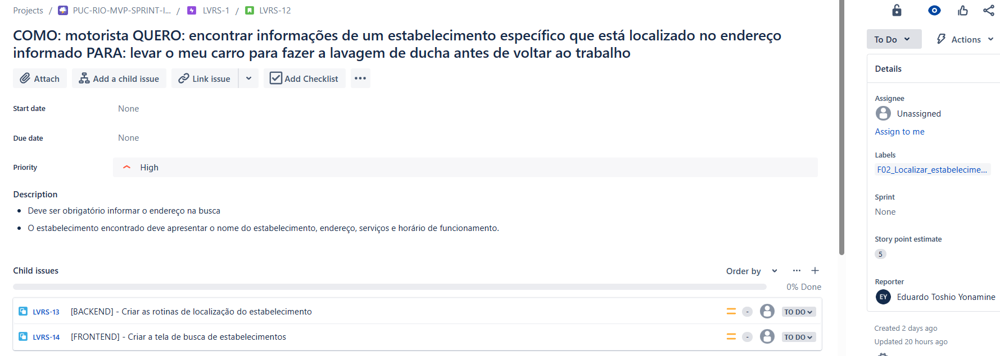 Projects / PUC-RIO-MVP-SPRINT-I... / LVRS-1 / LVRS-12
COMO: motorista QUERO: encontrar informações de um estabelecimento específico que está localizado no endereço
informado PARA: levar o meu carro para fazer a lavagem de ducha antes de voltar ao trabalho
Attach Add a child issue Link issue Add Checklist
Start date None
Due date None
Priority High
Description
• Deve ser obrigatório informar o endereço na busca
• O estabelecimento encontrado deve apresentar o nome do estabelecimento, endereço, serviços e horário de funcionamento.
Child issues Order by
0% Done
LVRS-13 [BACKEND] - Criar as rotinas de localização do estabelecimento - TO DO
LVRS-14 [FRONTEND] - Criar a tela de busca de estabelecimentos - TO DO
To Do Actions
Details
Assignee
Unassigned
Assign to me
Labels
F02_Localizar_estabelecime...
Sprint
None
Story point estimate
5
Reporter
EY Eduardo Toshio Yonamine
Created 2 days ago
Updated 20 hours ago